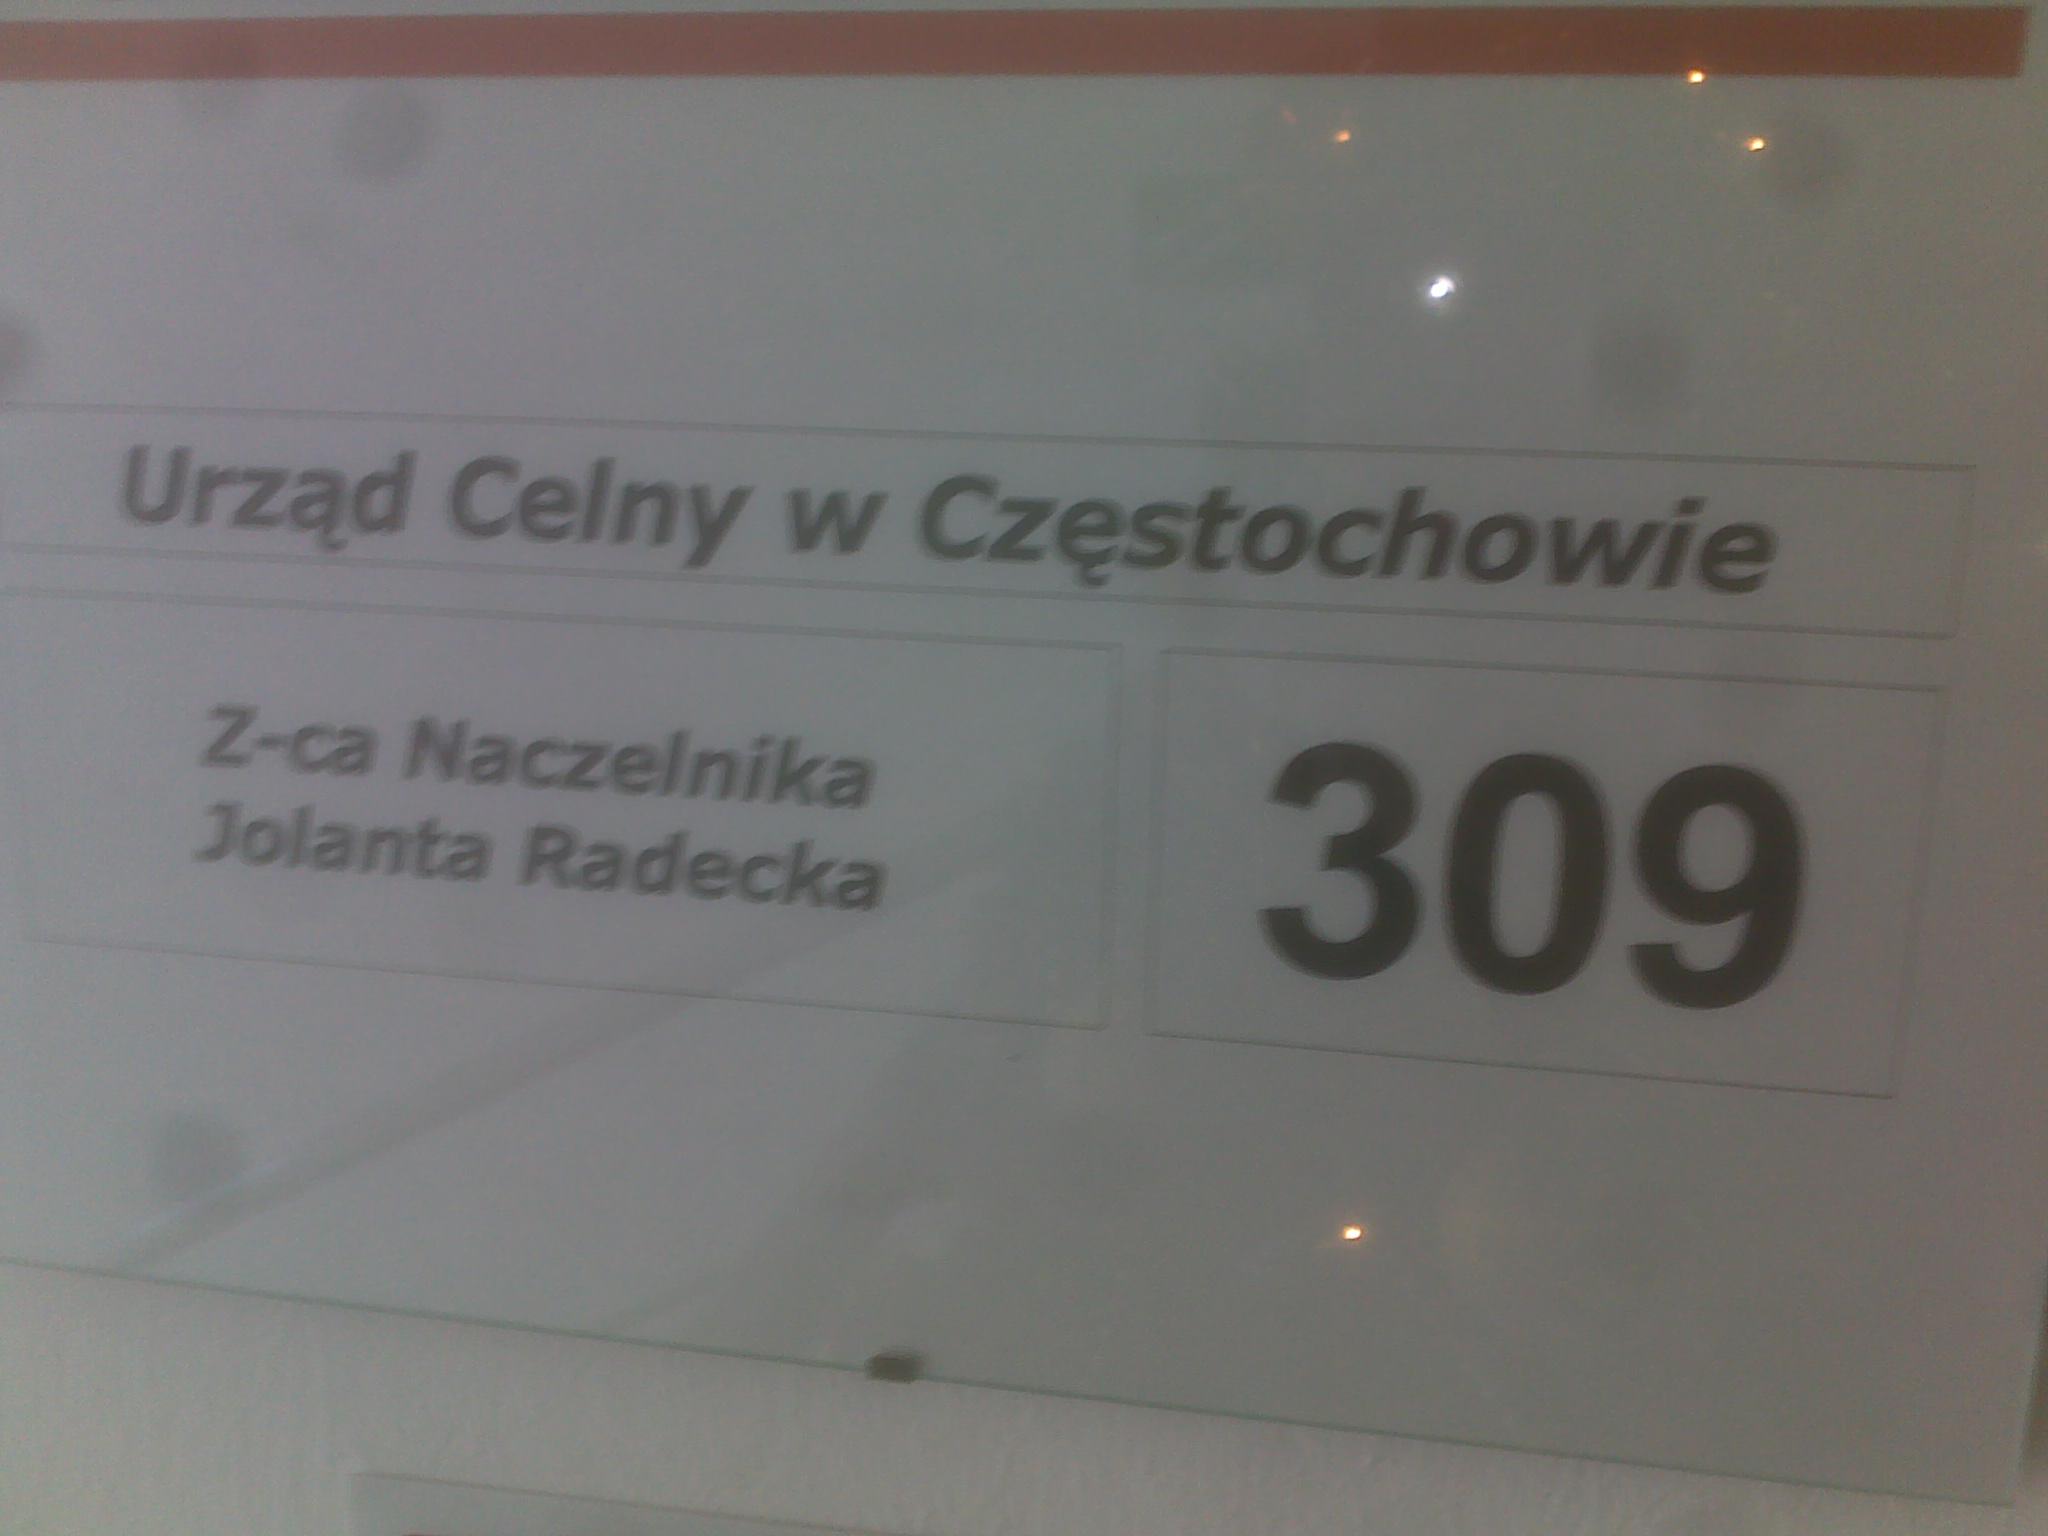 Urząd Celny w Częstochowie
Z-ca Naczelnika
Jolanta Radecka
309